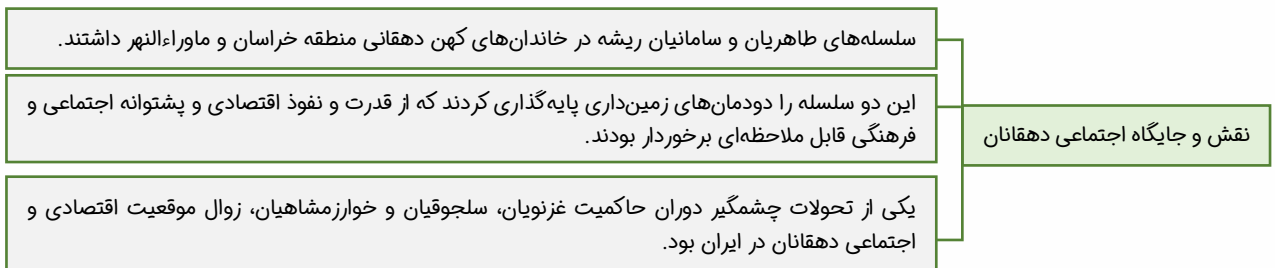 سلسله‌های طاهریان و سامانیان ریشه در خاندان‌های کهن دهقانی منطقه خراسان و ماوراءالنهر داشتند.
این دو سلسله را دودمان‌های زمین‌داری پایه‌گذاری کردند که از قدرت و نفوذ اقتصادی و پشتوانه اجتماعی و
فرهنگی قابل ملاحظه‌ای برخوردار بودند.
نقش و جایگاه اجتماعی دهقانان
یکی از تحولات چشمگیر دوران حاکمیت غزنویان، سلجوقیان و خوارزمشاهیان، زوال موقعیت اقتصادی و
اجتماعی دهقانان در ایران بود.